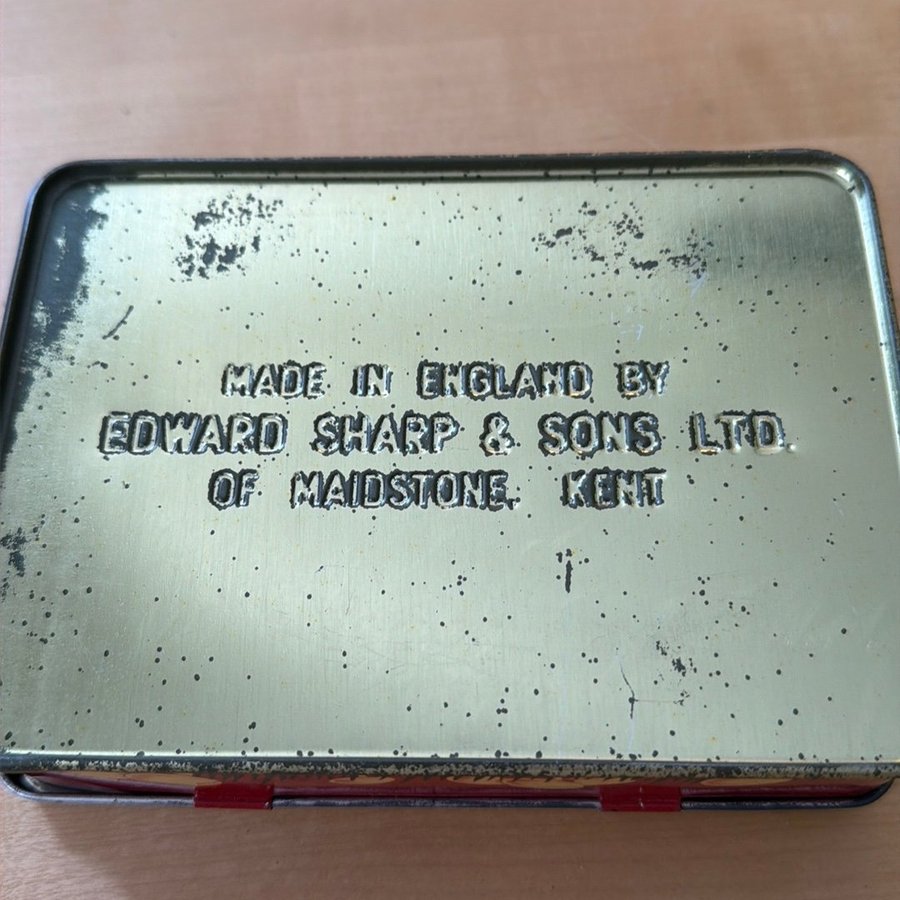 MADE IN ENGLAND BY
EDWARD SHARP & SONS LTD.
OF MAIDSTONE, KENT